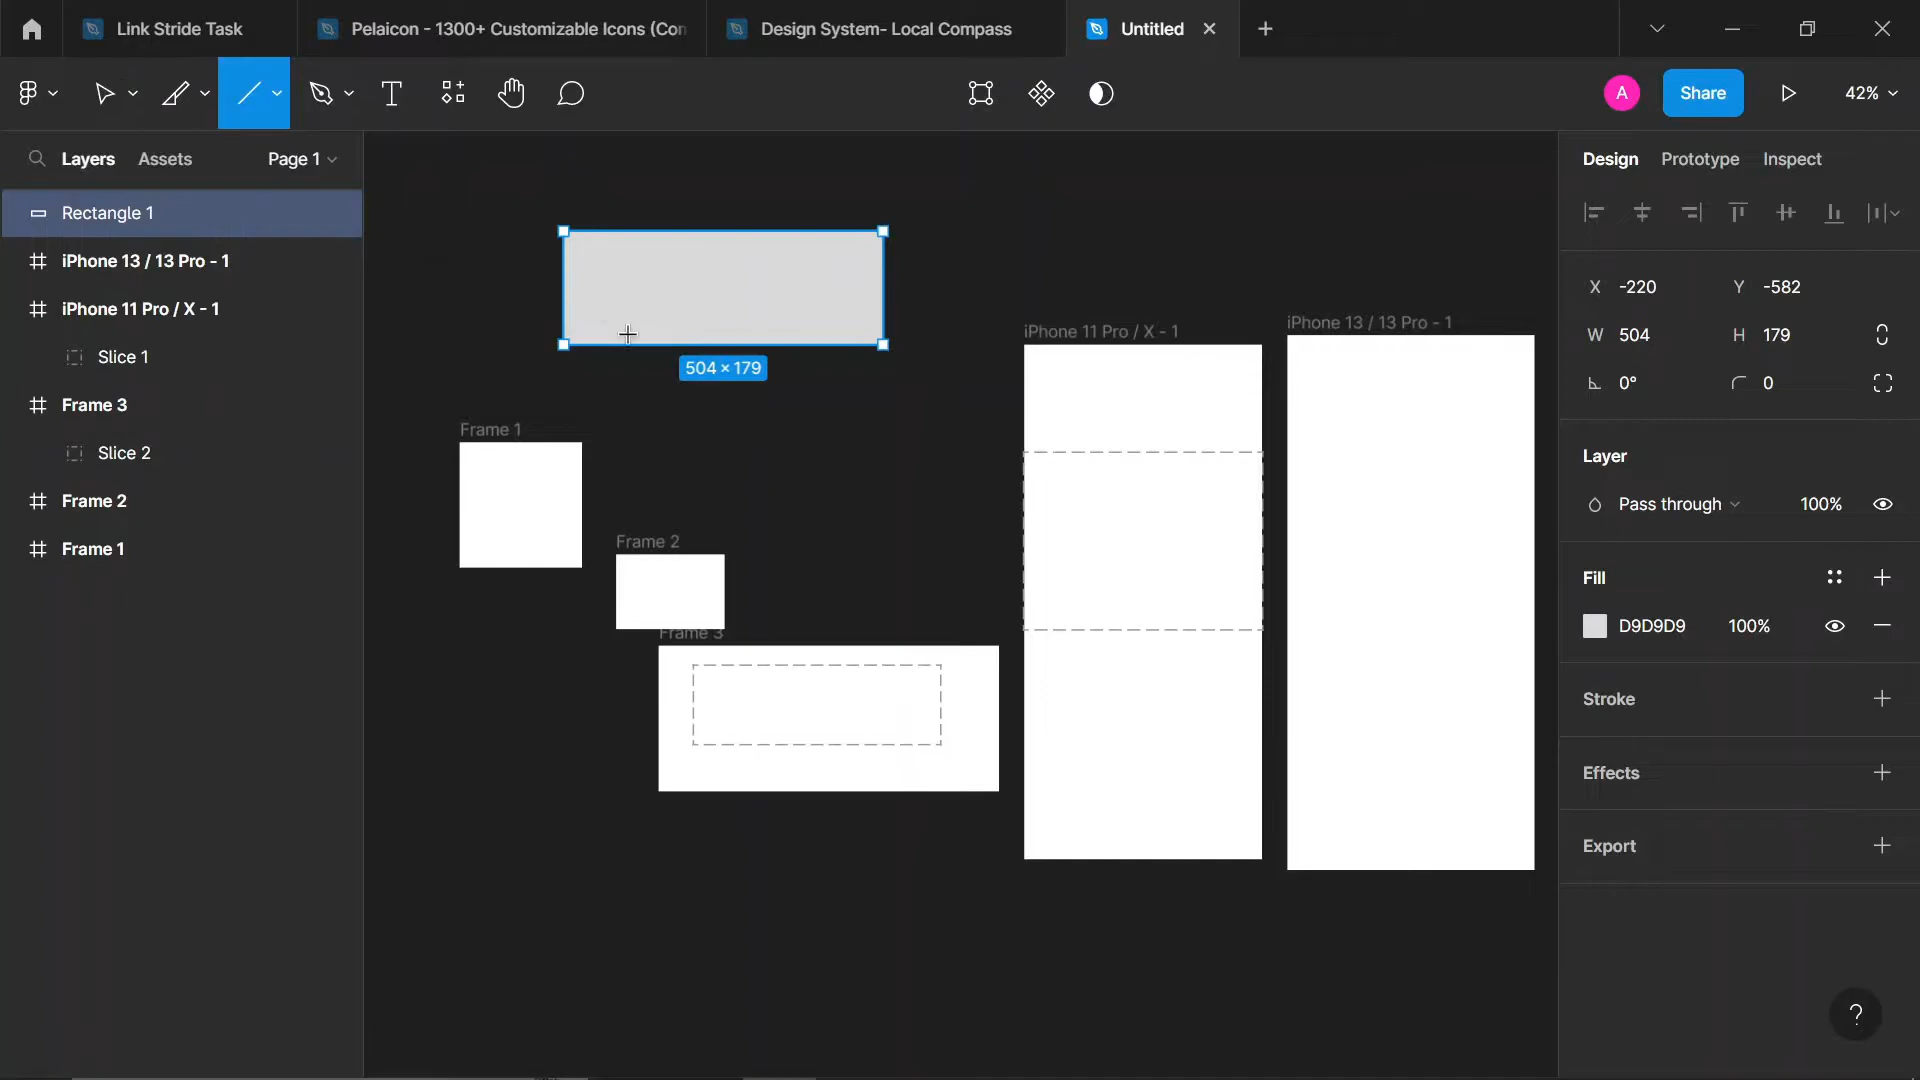 Link Stride Task
Pelaicon - 1300+ Customizable Icons (Con
Design System- Local Compass
Untitled
T
A
Share
42%
Layers
Assets
Page 1
Rectangle 1
iPhone 13 / 13 Pro - 1
iPhone 11 Pro / X - 1
Slice 1
Frame 3
Slice 2
Frame 2
Frame 1
504 × 179
Frame 1
Frame 2
Frame 3
iPhone 11 Pro / X - 1
iPhone 13 / 13 Pro - 1
Design
Prototype
Inspect
X -220
Y -582
W 504
H 179
0°
0
Layer
Pass through
100%
Fill
D9D9D9
100%
Stroke
Effects
Export
?